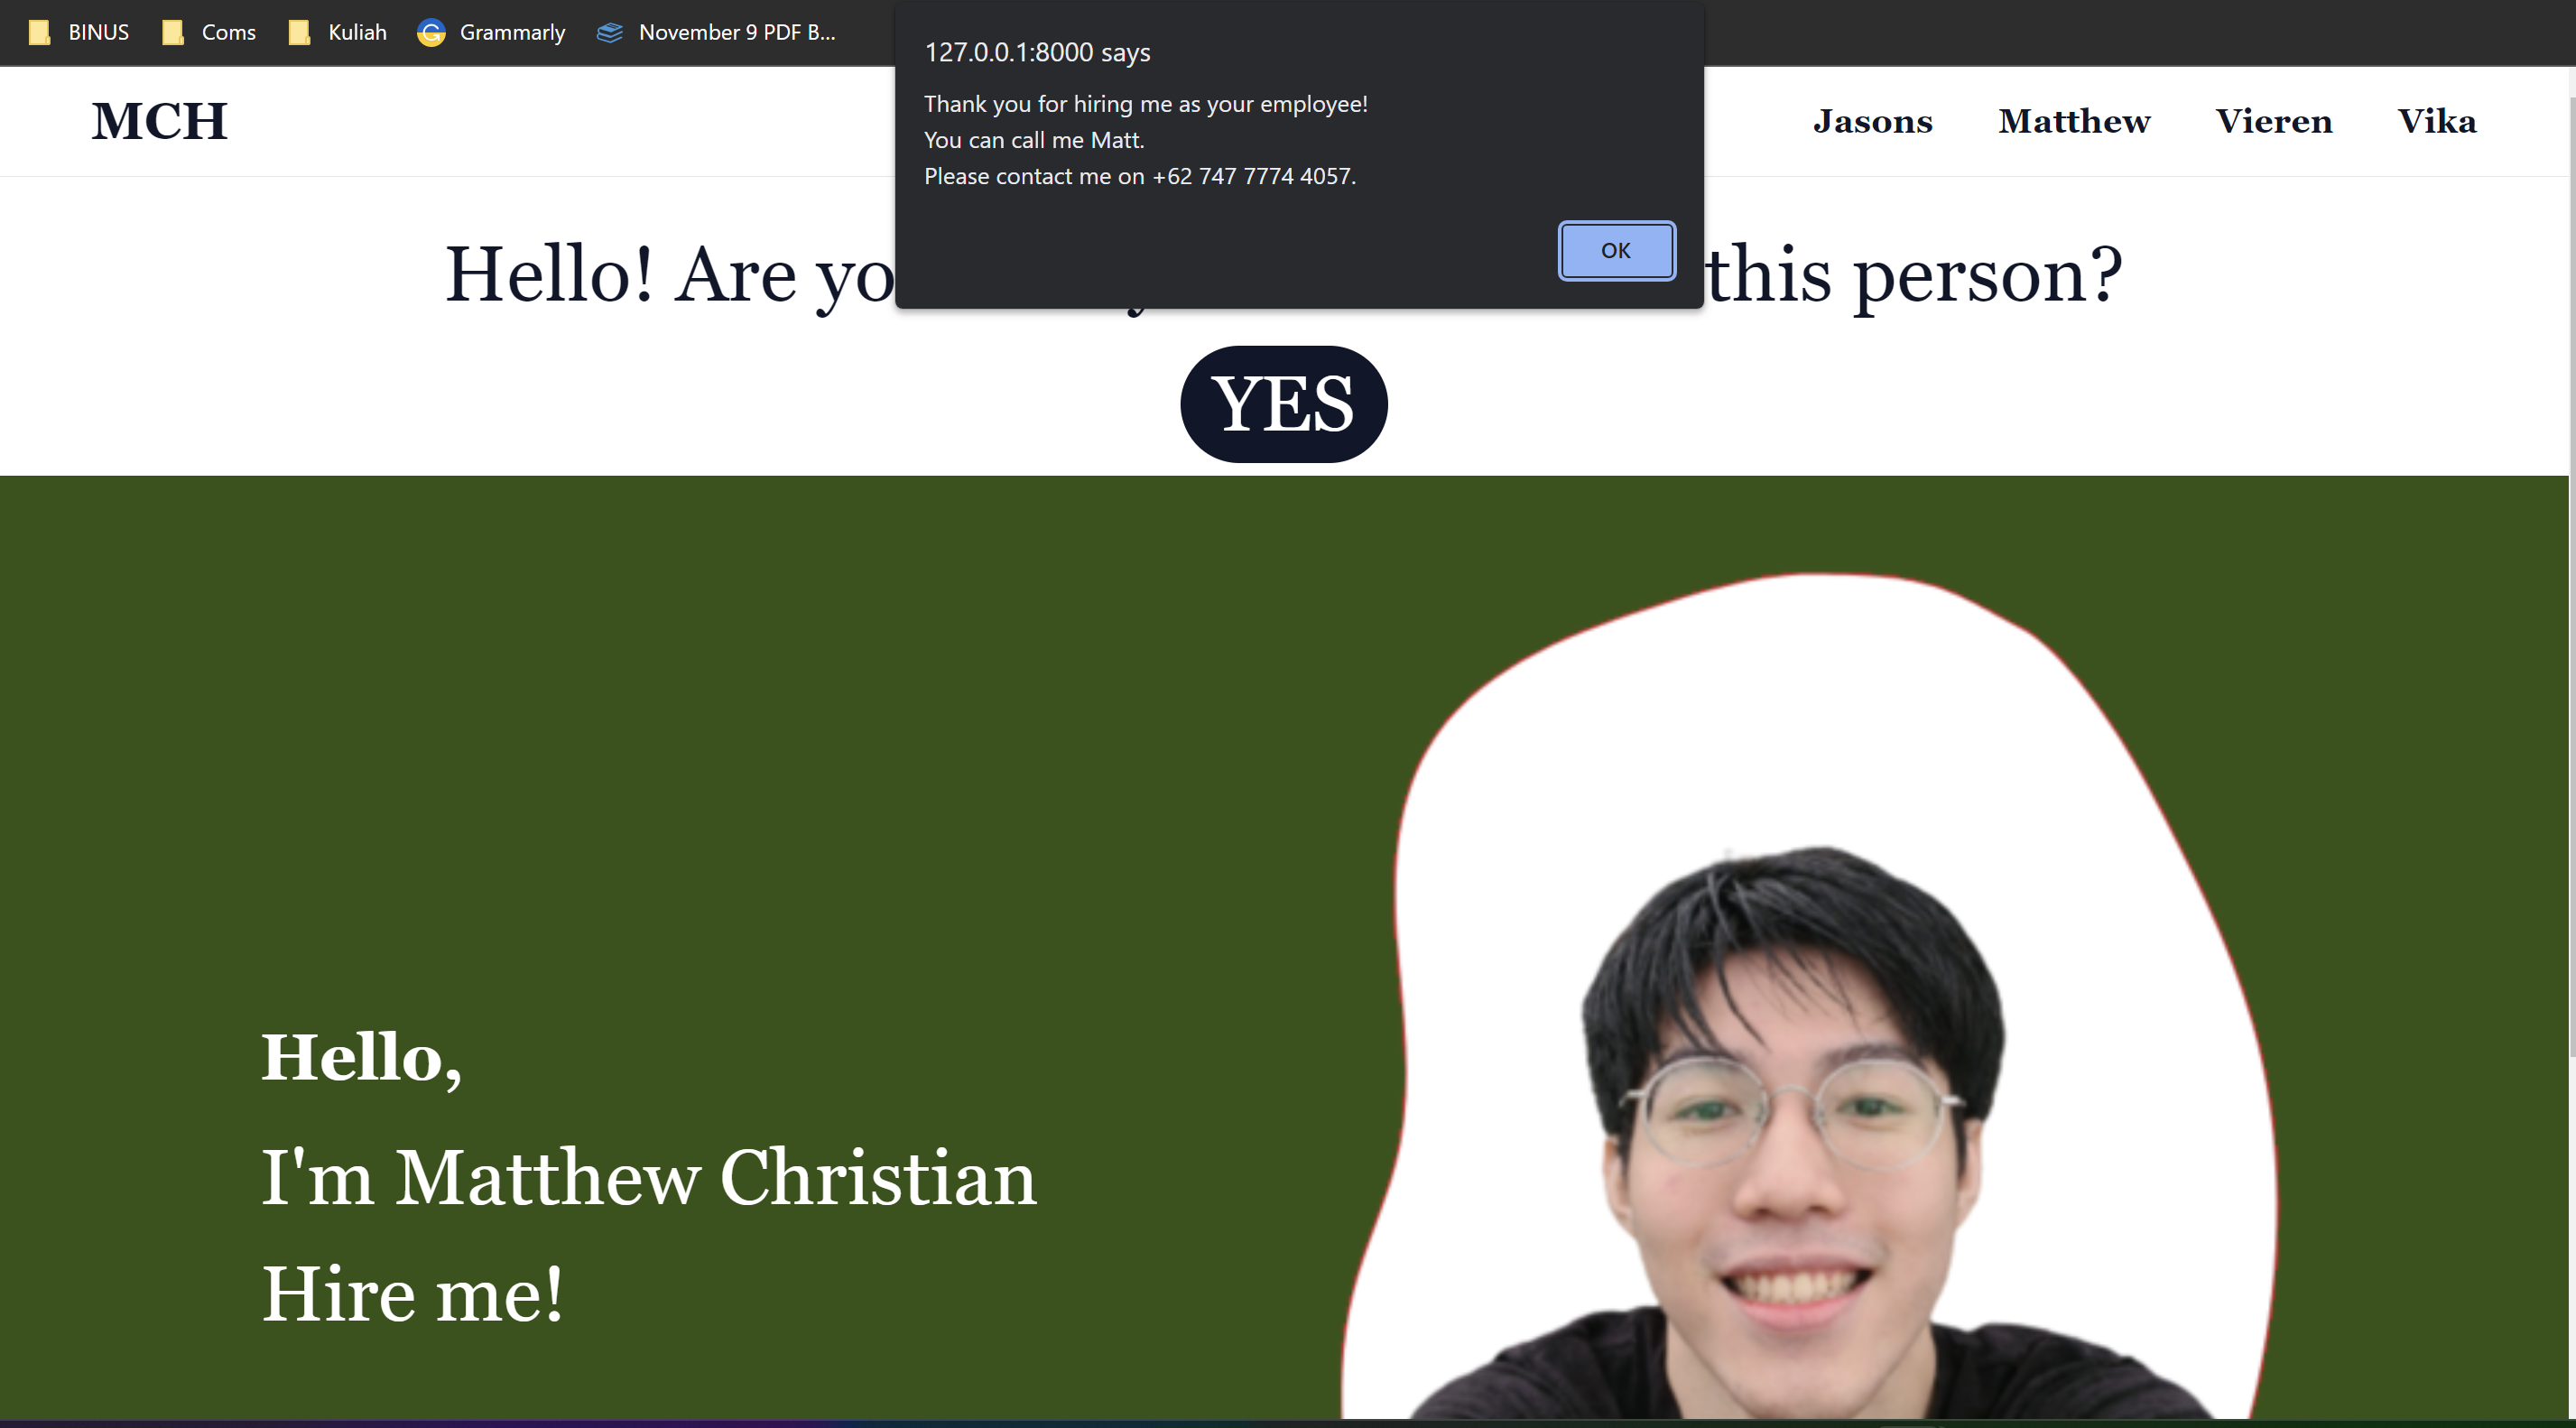 BINUS Coms Kuliah Grammarly November 9 PDF B...
127.0.0.1:8000 says
Thank you for hiring me as your employee!
You can call me Matt.
Please contact me on +62 747 7774 4057.
OK
MCH Jasons Matthew Vieren Vika
Hello! Are yo this person?
YES
Hello,
I'm Matthew Christian
Hire me!